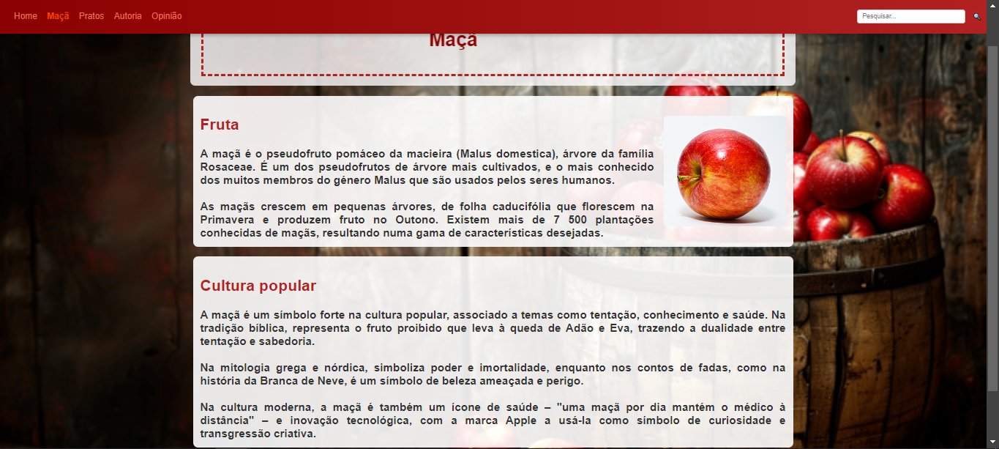 Home Maçã Pratos Autoria Opinião Pesquisar...
Maçã
Fruta
A maçã é o pseudofruto pomáceo da macieira (Malus domestica), árvore da família
Rosaceae. É um dos pseudofrutos de árvore mais cultivados, e o mais conhecido
dos muitos membros do género Malus que são usados pelos seres humanos.
As maçãs crescem em pequenas árvores, de folha caducifólia que florescem na
Primavera e produzem fruto no Outono. Existem mais de 7 500 plantações
conhecidas de maçãs, resultando numa gama de características desejadas.
Cultura popular
A maçã é um símbolo forte na cultura popular, associado a temas como tentação, conhecimento e saúde. Na
tradição bíblica, representa o fruto proibido que leva à queda de Adão e Eva, trazendo a dualidade entre
tentação e sabedoria.
Na mitologia grega e nórdica, simboliza poder e imortalidade, enquanto nos contos de fadas, como na
história da Branca de Neve, é um símbolo de beleza ameaçada e perigo.
Na cultura moderna, a maçã é também um ícone de saúde – "uma maçã por dia mantém o médico à
distância" – e inovação tecnológica, com a marca Apple a usá-la como símbolo de curiosidade e
transgressão criativa.